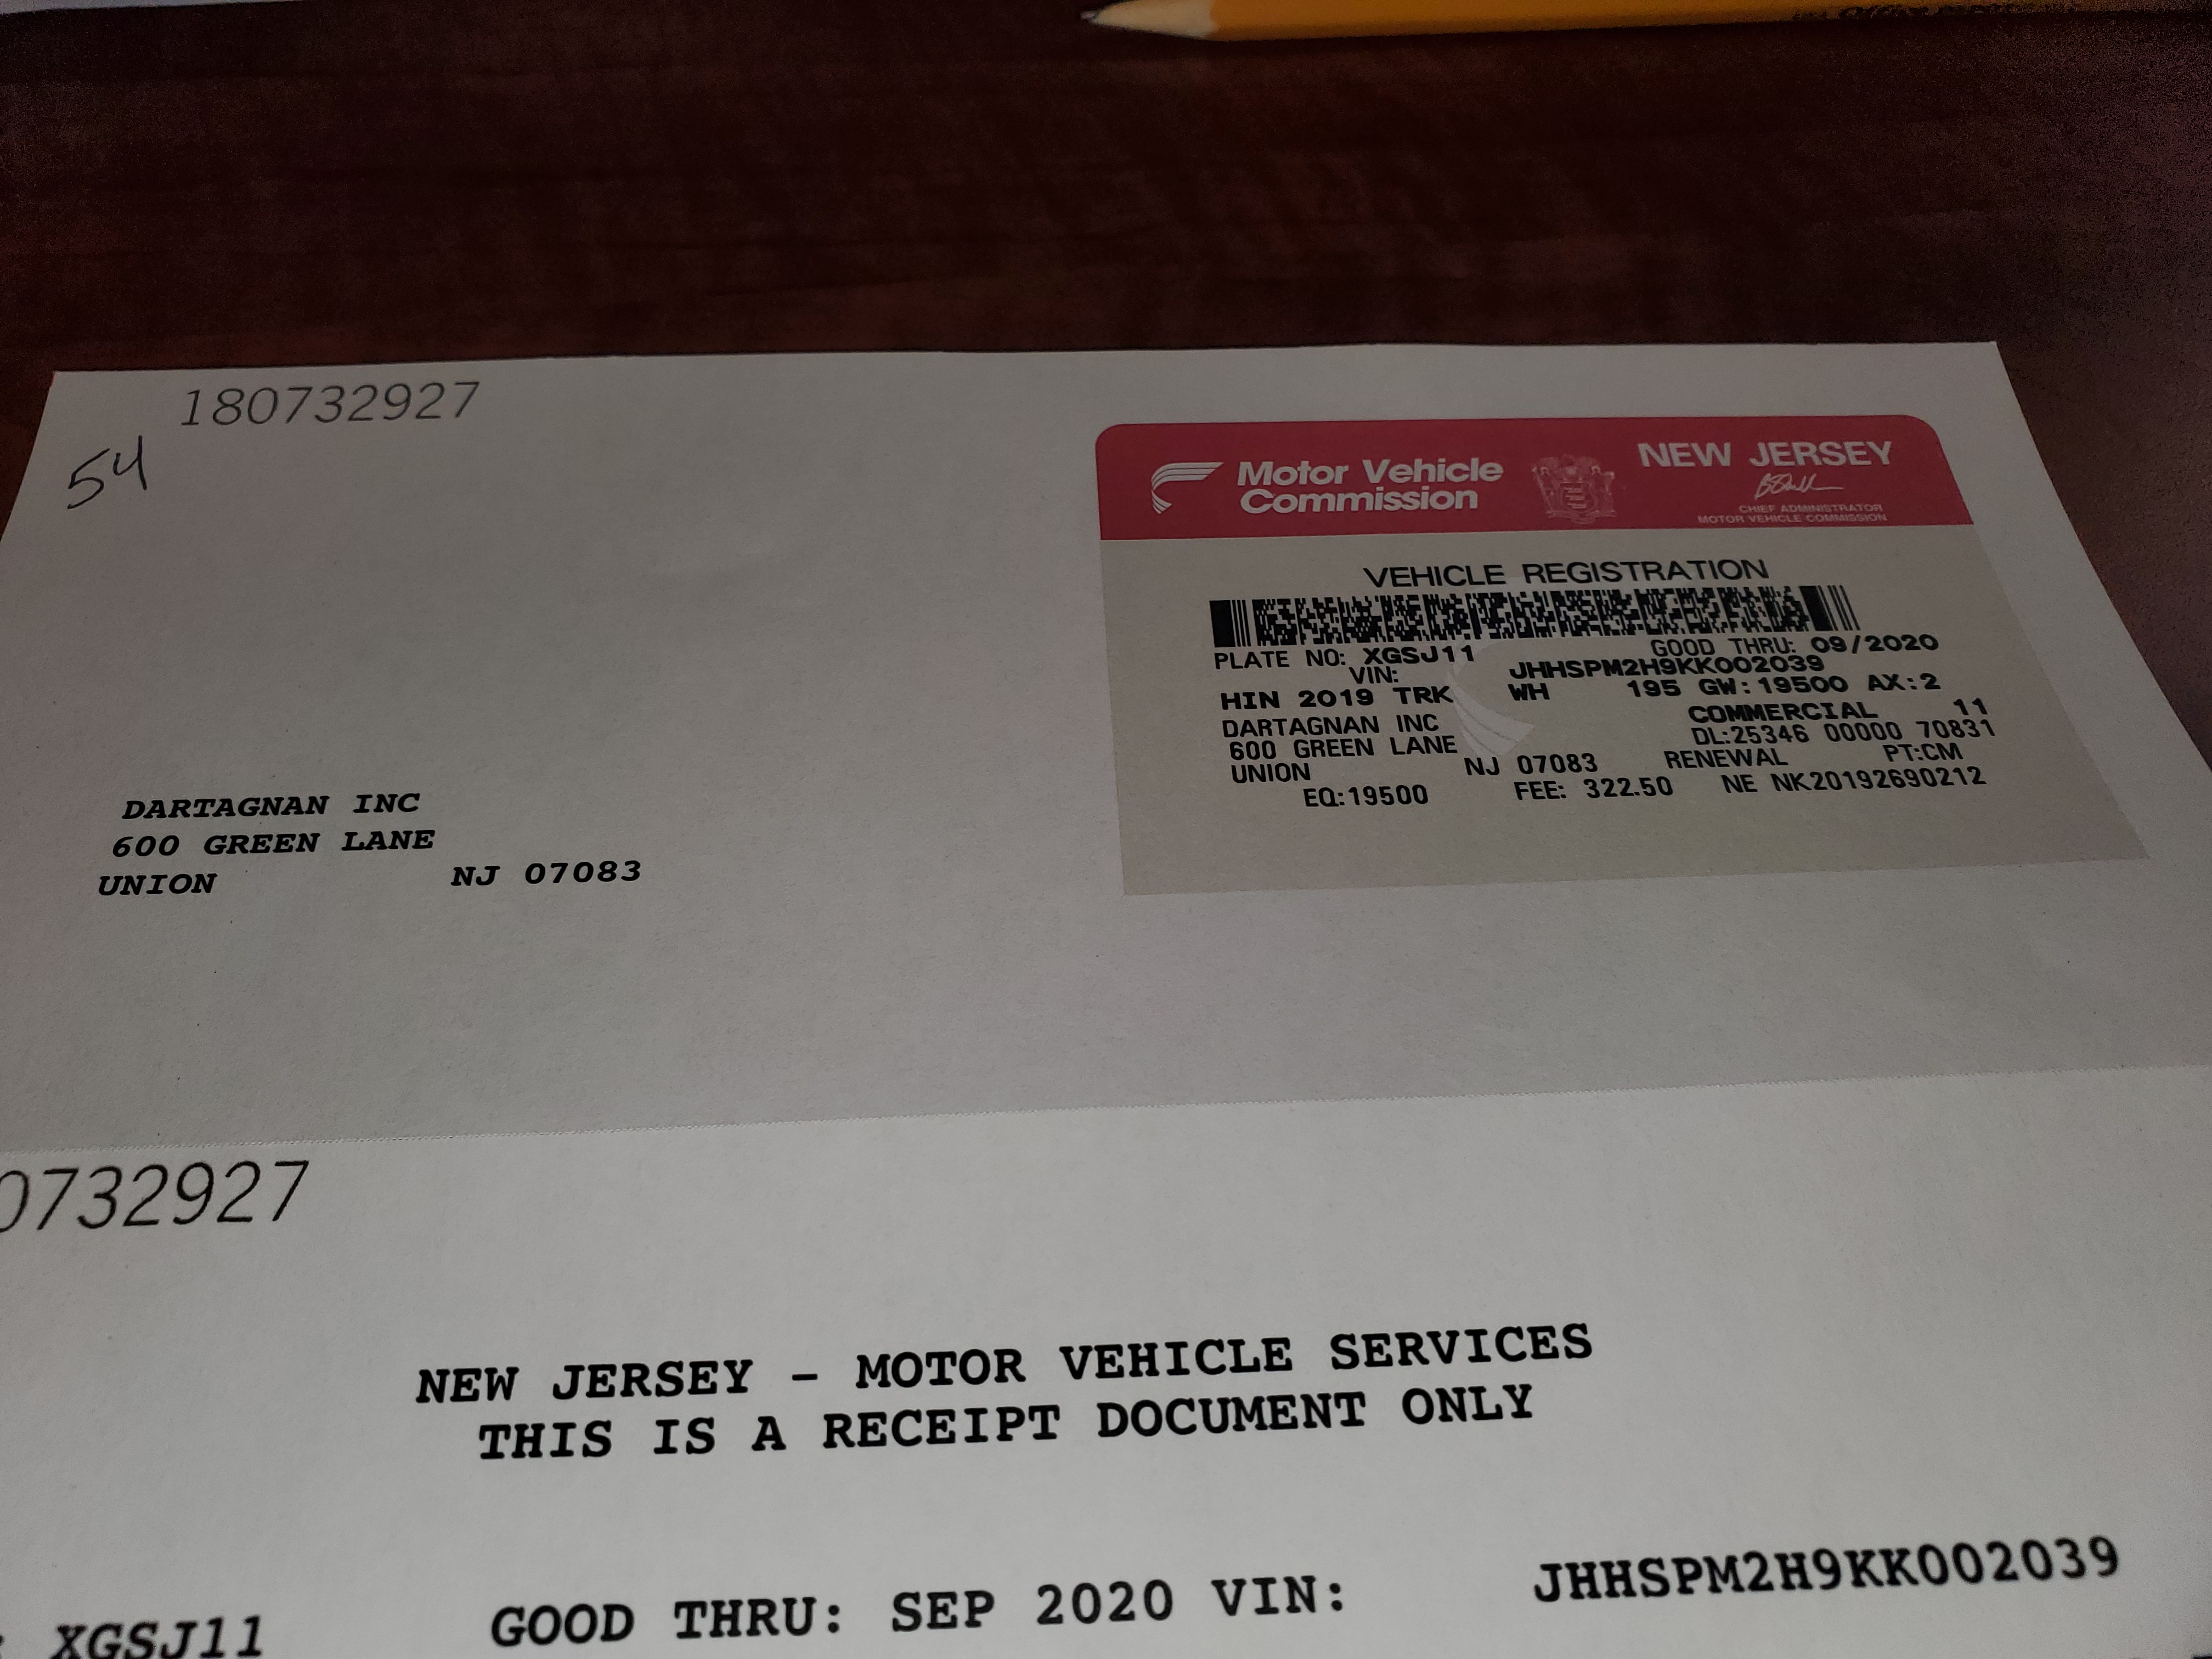 180732927
54
Motor Vehicle
Commission
NEW JERSEY
CHIEF ADMINISTRATOR
MOTOR VEHICLE COMMISSION
VEHICLE REGISTRATION
PLATE NO: XGSJ11 GOOD THRU: 09/2020
VIN: JHHSPM2H9KK002039
HIN 2019 TRK WH 195 GW:19500 AX:2
DARTAGNAN INC COMMERCIAL 11
600 GREEN LANE DL:25346 00000 70831
UNION NJ 07083 RENEWAL PT:CM
EQ:19500 FEE: 322.50 NE NK20192690212
DARTAGNAN INC
600 GREEN LANE
UNION NJ 07083
0732927
NEW JERSEY - MOTOR VEHICLE SERVICES
THIS IS A RECEIPT DOCUMENT ONLY
: XGSJ11 GOOD THRU: SEP 2020 VIN: JHHSPM2H9KK002039